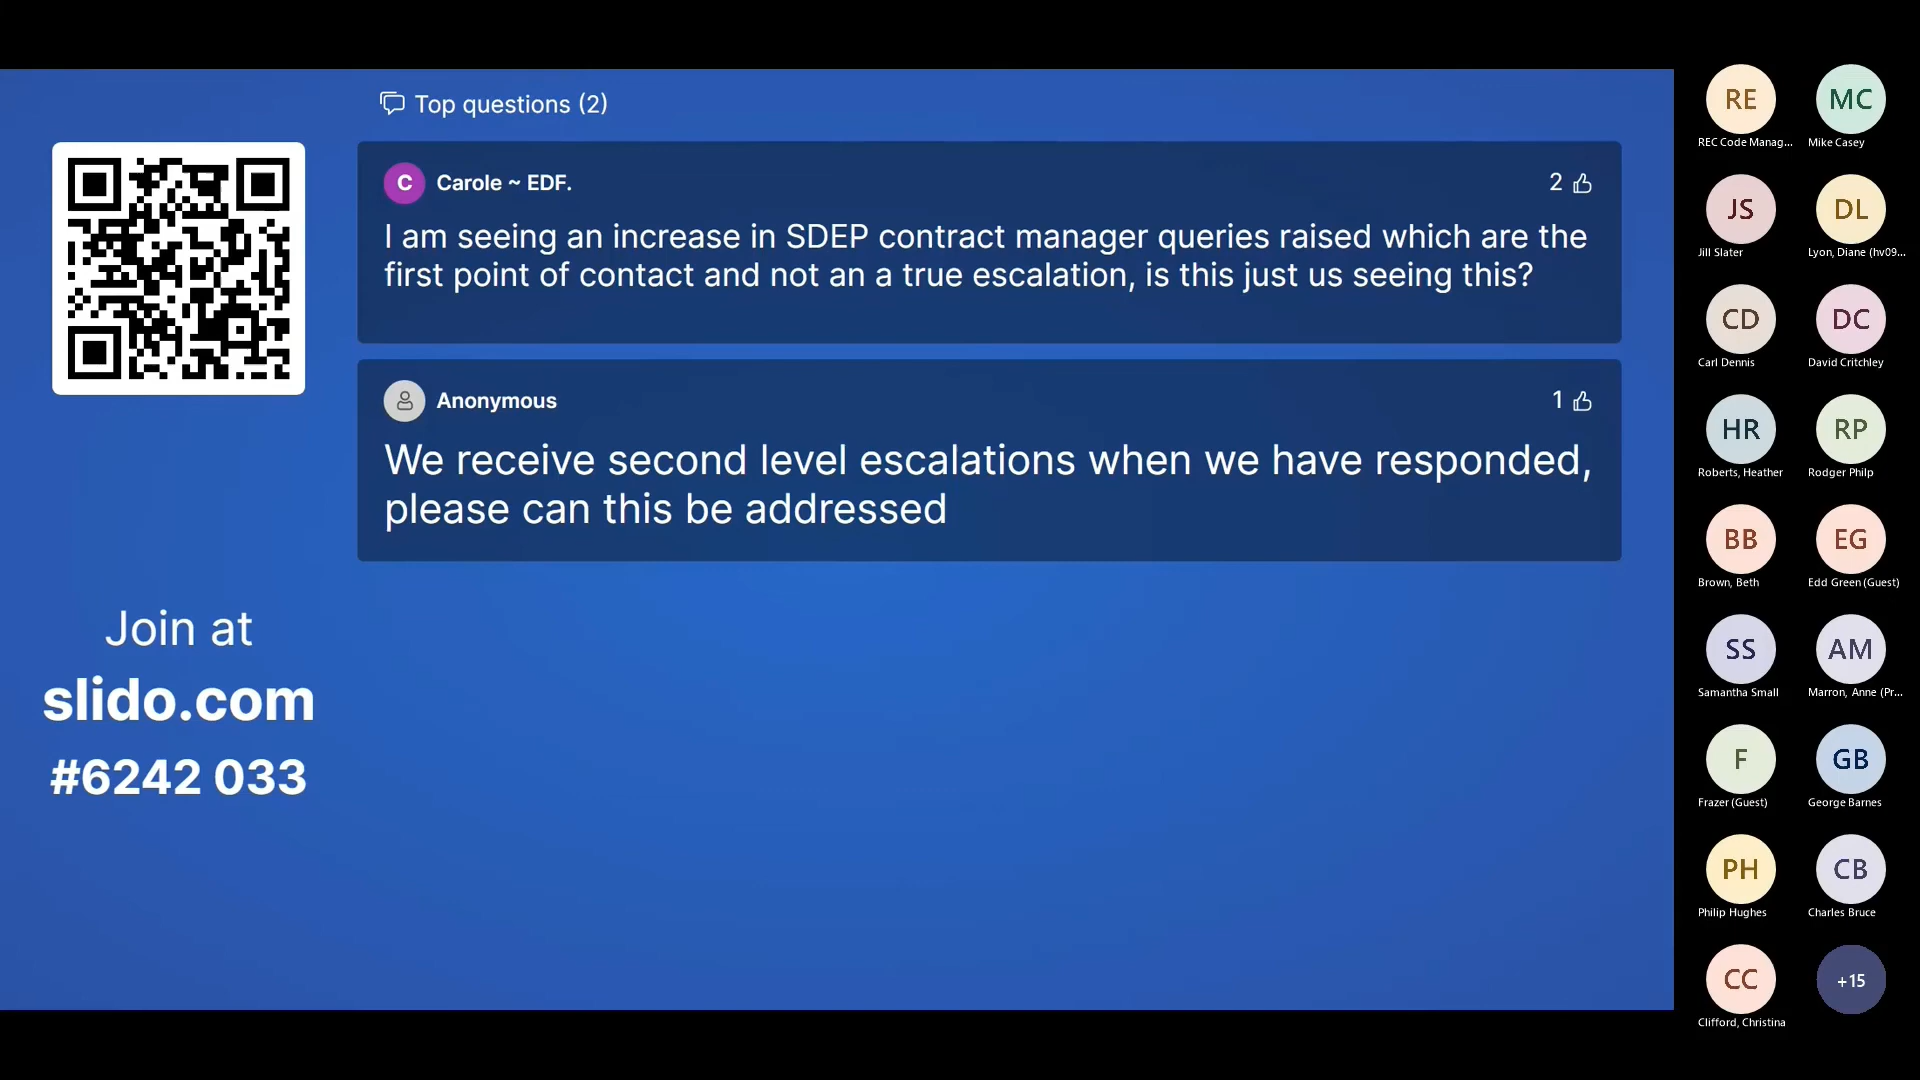 Top questions (2)
C
Carole ~ EDF.
2
I am seeing an increase in SDEP contract manager queries raised which are the
first point of contact and not an a true escalation, is this just us seeing this?
Anonymous
1
We receive second level escalations when we have responded,
please can this be addressed
Join at
slido.com
#6242 033
RE
MC
REC Code Manag...
Mike Casey
JS
DL
Jill Slater
Lyon, Diane (hv09...
CD
DC
Carl Dennis
David Critchley
HR
RP
Roberts, Heather
Rodger Philp
BB
EG
Brown, Beth
Edd Green (Guest)
SS
AM
Samantha Small
Marron, Anne (Pr...
F
GB
Frazer (Guest)
George Barnes
PH
CB
Philip Hughes
Charles Bruce
CC
+15
Clifford, Christina